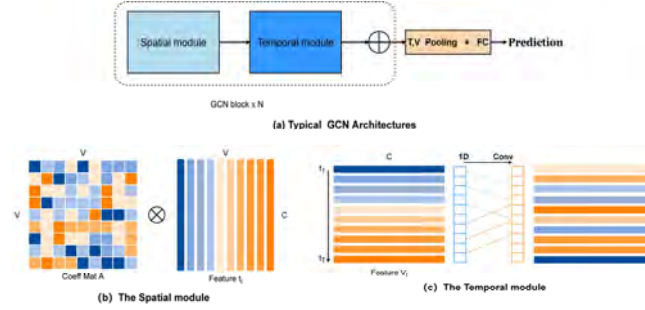 Spatial module
Temporal module
T,V Pooling + FC
Prediction
GCN block x N
(a) Typical GCN Architectures
V
V
V
C
Coeff Mat A
Feature t
(b) The Spatial module
C
1D
Conv
Feature V
(c) The Temporal module